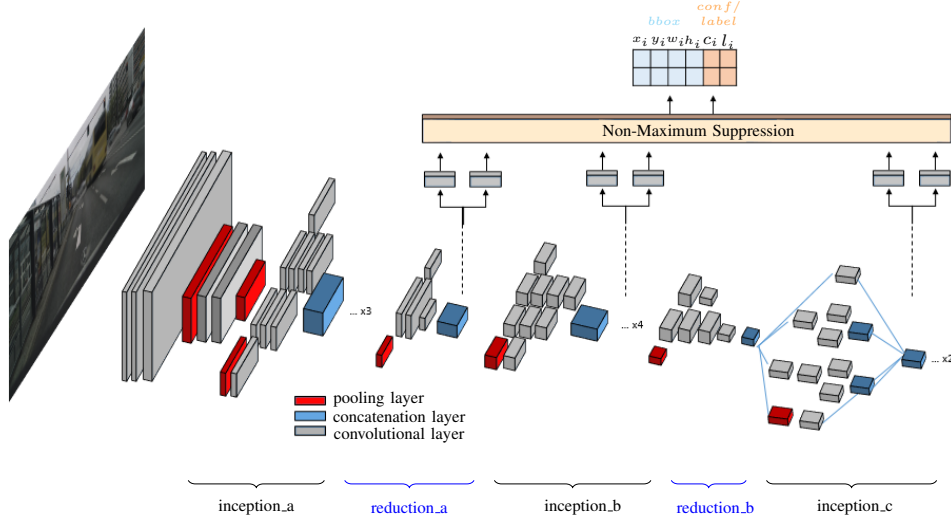 conf/
bbox label
x_i y_i w_i h_i c_i l_i
Non-Maximum Suppression
... x3
... x4
... x2
pooling layer
concatenation layer
convolutional layer
inception_a
reduction_a
inception_b
reduction_b
inception_c